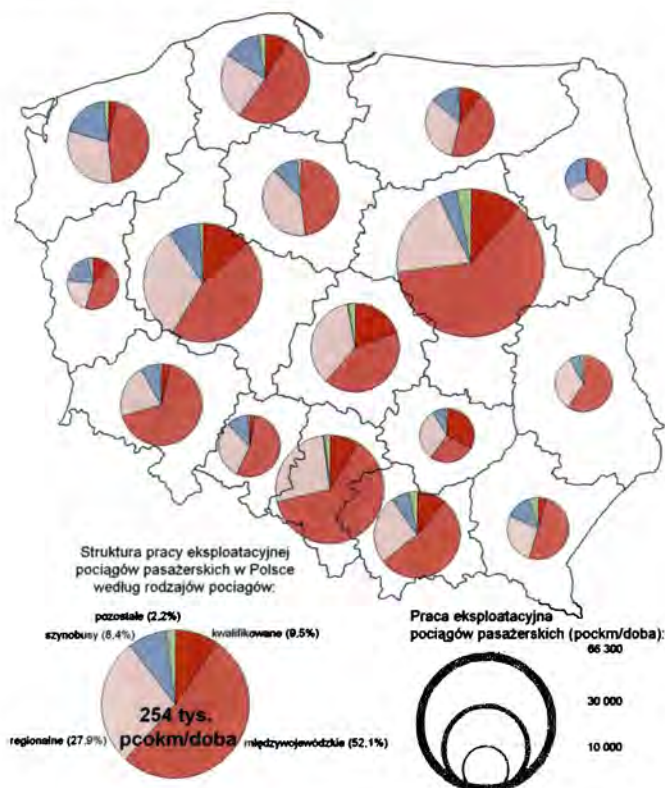 Struktura pracy eksploatacyjnej
pociągów pasażerskich w Polsce
według rodzajów pociągów:
pozostałe (2,2%)
szynobusy (8,4%)
kwalifikowane (9,5%)
254 tys.
pcokm/doba
regionalne (27,9%)
międzywojewódzkie (52,1%)
Praca eksploatacyjna
pociągów pasażerskich (pockm/doba):
66 300
30 000
10 000